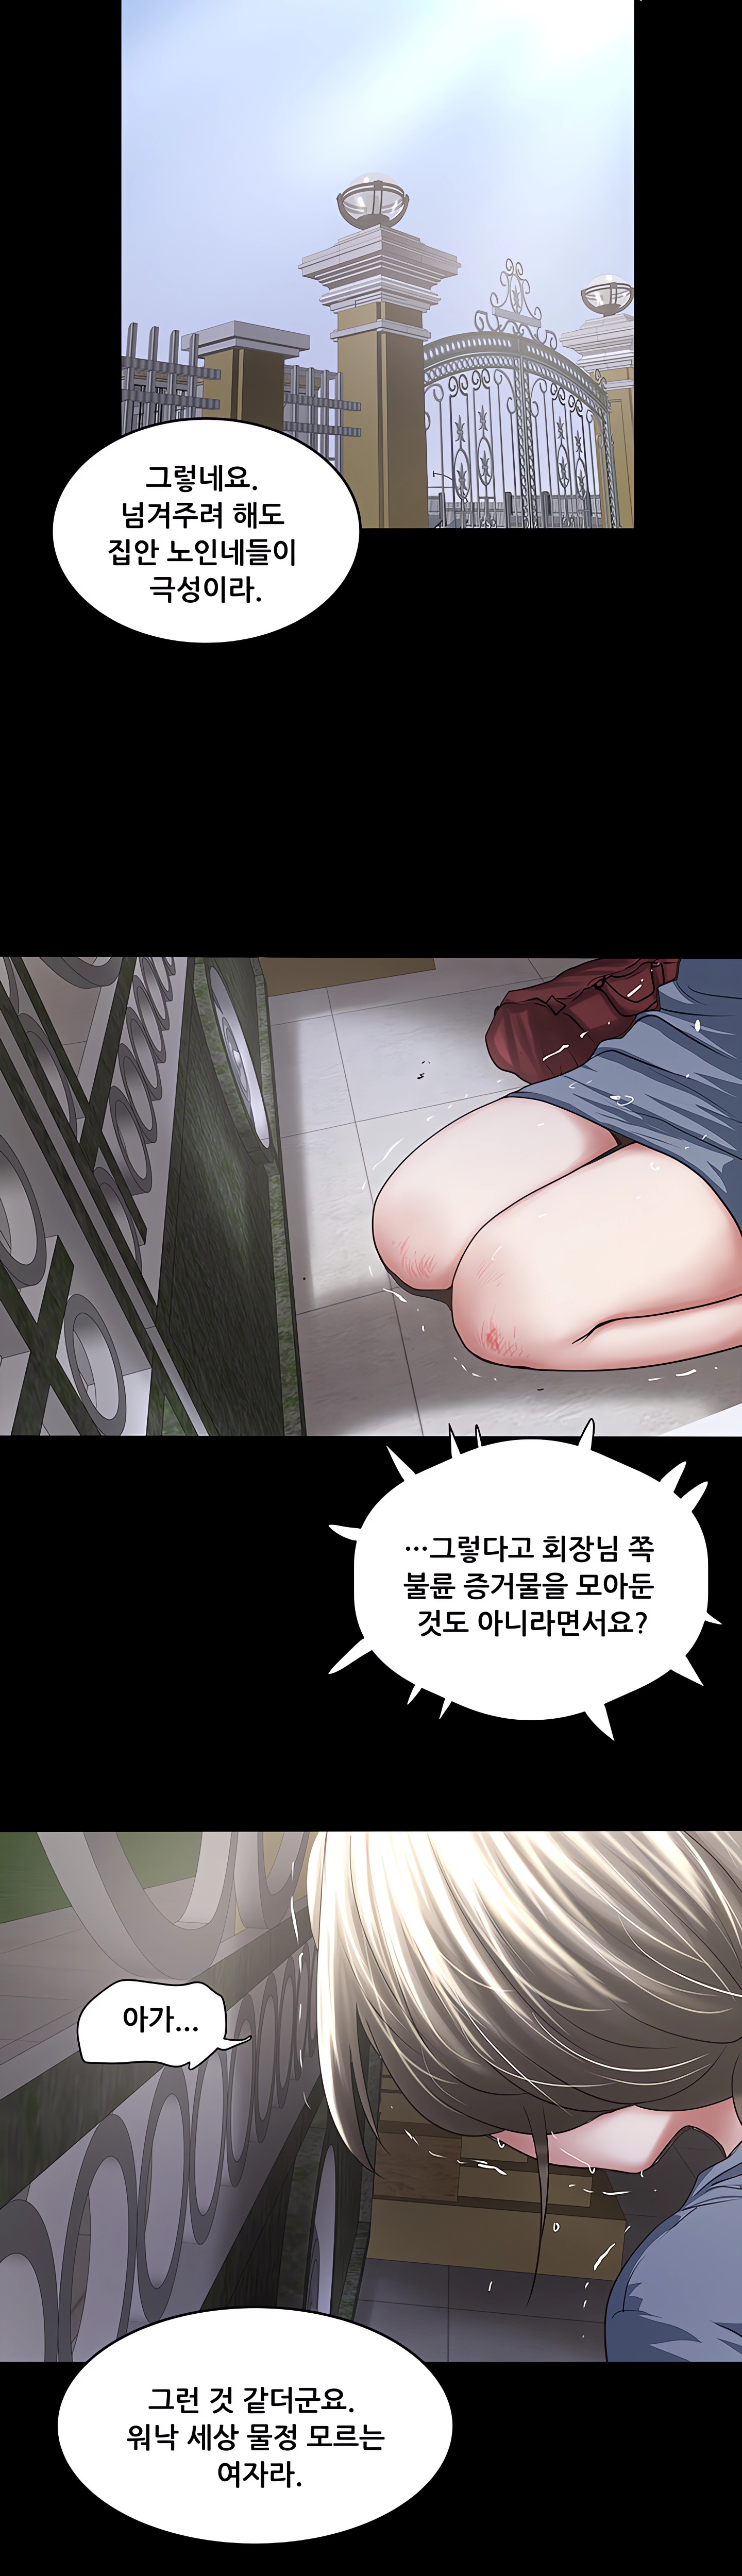 그렇네요.
넘겨주려 해도
집안 노인네들이
극성이라.
…그렇다고 회장님 쪽
불륜 증거물을 모아둔
것도 아니라면서요?
아가…
그런 것 같더군요.
워낙 세상 물정 모르는
여자라.